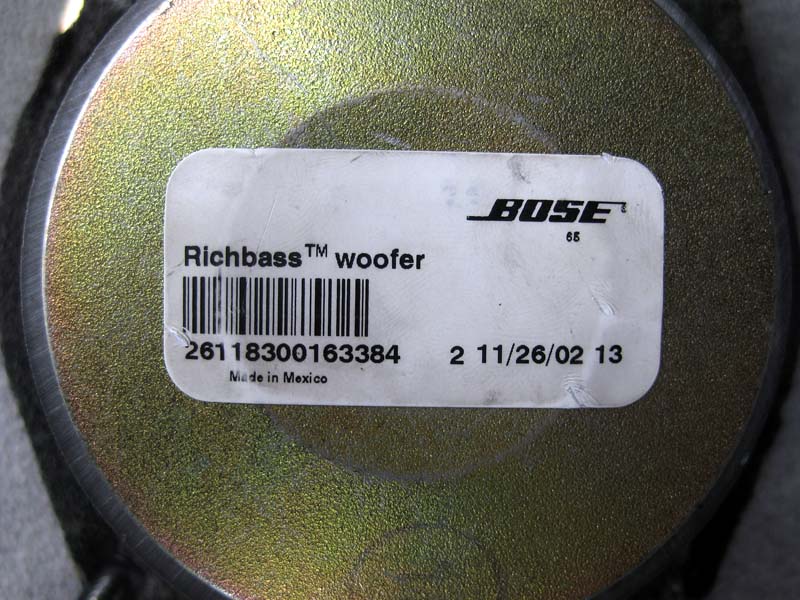 BOSE®
65
Richbass™ woofer
26118300163384 2 11/26/02 13
Made in Mexico